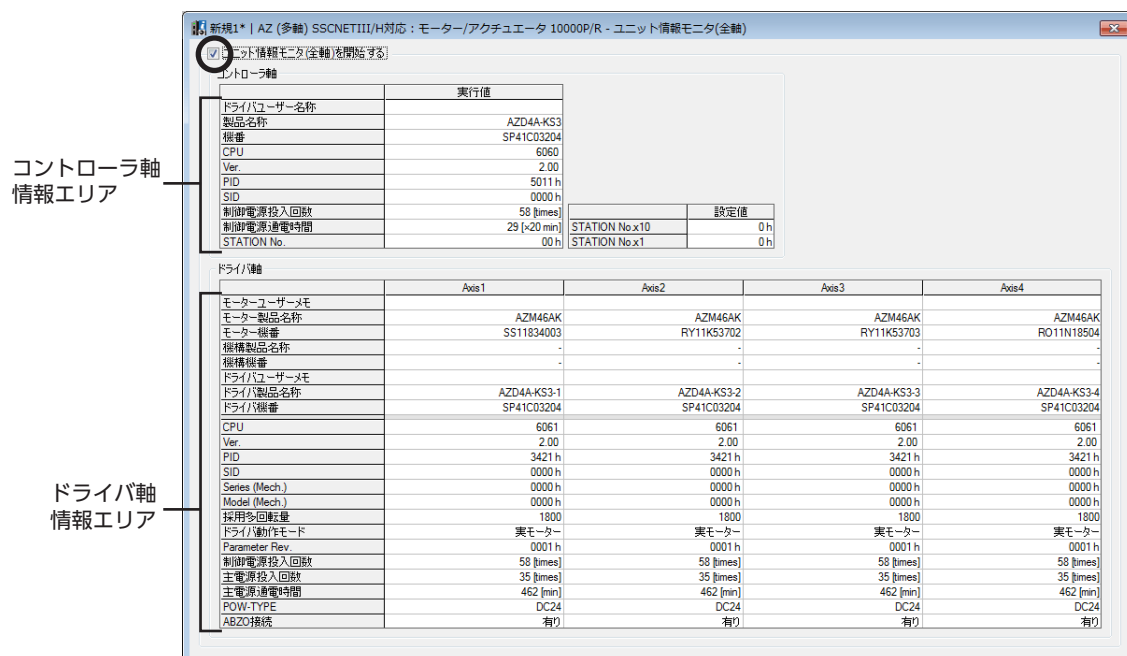 新規1* | AZ (多軸) SSCNETIII/H対応：モーター/アクチュエータ 10000P/R - ユニット情報モニタ(全軸)
ユニット情報モニタ(全軸)を開始する
コントローラ軸
実行値
ドライバユーザー名称
製品名称 AZD4A-KS3
機番 SP41C03204
CPU 6060
Ver. 2.00
PID 5011 h
SID 0000 h
制御電源投入回数 58 [times] 設定値
制御電源通電時間 29 [×20 min] STATION No.x10 0 h
STATION No. 00 h STATION No.x1 0 h
コントローラ軸
情報エリア
ドライバ軸
Axis1 Axis2 Axis3 Axis4
モーターユーザーメモ
モーター製品名称 AZM46AK AZM46AK AZM46AK AZM46AK
モーター機番 SS11834003 RY11K53702 RY11K53703 RO11N18504
機構製品名称 - - - -
機構機番 - - - -
ドライバユーザーメモ
ドライバ製品名称 AZD4A-KS3-1 AZD4A-KS3-2 AZD4A-KS3-3 AZD4A-KS3-4
ドライバ機番 SP41C03204 SP41C03204 SP41C03204 SP41C03204
CPU 6061 6061 6061 6061
Ver. 2.00 2.00 2.00 2.00
PID 3421 h 3421 h 3421 h 3421 h
SID 0000 h 0000 h 0000 h 0000 h
Series (Mech.) 0000 h 0000 h 0000 h 0000 h
Model (Mech.) 0000 h 0000 h 0000 h 0000 h
採用多回転量 1800 1800 1800 1800
ドライバ動作モード 実モーター 実モーター 実モーター 実モーター
Parameter Rev. 0001 h 0001 h 0001 h 0001 h
制御電源投入回数 58 [times] 58 [times] 58 [times] 58 [times]
主電源投入回数 35 [times] 35 [times] 35 [times] 35 [times]
主電源通電時間 462 [min] 462 [min] 462 [min] 462 [min]
POW-TYPE DC24 DC24 DC24 DC24
ABZO接続 有り 有り 有り 有り
ドライバ軸
情報エリア